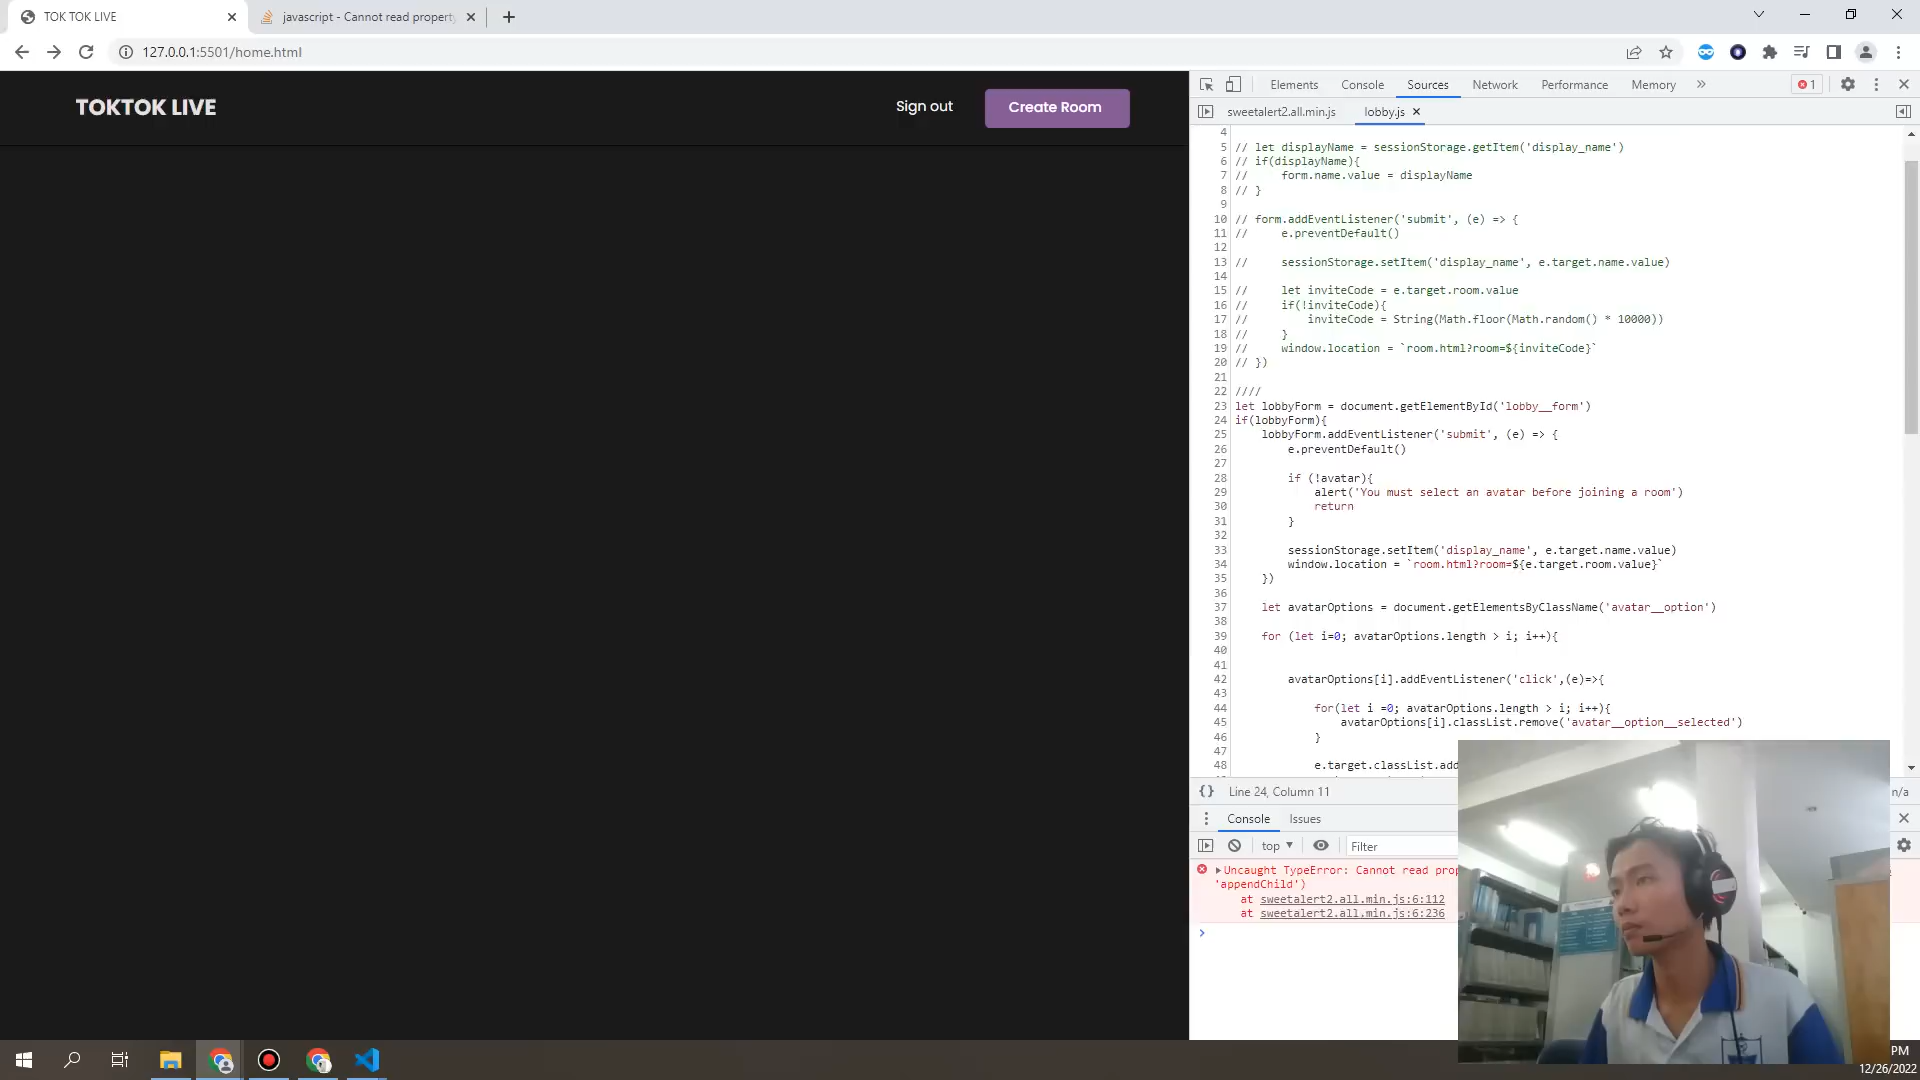 TOK TOK LIVE
javascript - Cannot read property
127.0.0.1:5501/home.html
TOKTOK LIVE
Sign out
Create Room
Elements Console Sources Network Performance Memory
1
sweetalert2.all.min.js
lobby.js
4
5 // let displayName = sessionStorage.getItem('display_name')
6 // if(displayName){
7 //     form.name.value = displayName
8 // }
9
10 // form.addEventListener('submit', (e) => {
11 //     e.preventDefault()
12
13 //     sessionStorage.setItem('display_name', e.target.name.value)
14
15 //     let inviteCode = e.target.room.value
16 //     if(!inviteCode){
17 //         inviteCode = String(Math.floor(Math.random() * 10000))
18 //     }
19 //     window.location = `room.html?room=${inviteCode}`
20 // })
21
22 ////
23 let lobbyForm = document.getElementById('lobby__form')
24 if(lobbyForm){
25     lobbyForm.addEventListener('submit', (e) => {
26         e.preventDefault()
27
28         if (!avatar){
29             alert('You must select an avatar before joining a room')
30             return
31         }
32
33         sessionStorage.setItem('display_name', e.target.name.value)
34         window.location = `room.html?room=${e.target.room.value}`
35     })
36
37     let avatarOptions = document.getElementsByClassName('avatar__option')
38
39     for (let i=0; avatarOptions.length > i; i++){
40
41
42         avatarOptions[i].addEventListener('click',(e)=>{
43
44             for(let i =0; avatarOptions.length > i; i++){
45                 avatarOptions[i].classList.remove('avatar__option__selected')
46             }
47
48             e.target.classList.add
{} Line 24, Column 11
n/a
Console Issues
top ▼
Filter
Uncaught TypeError: Cannot read prop
'appendChild')
at sweetalert2.all.min.js:6:112
at sweetalert2.all.min.js:6:236
PM
12/26/2022